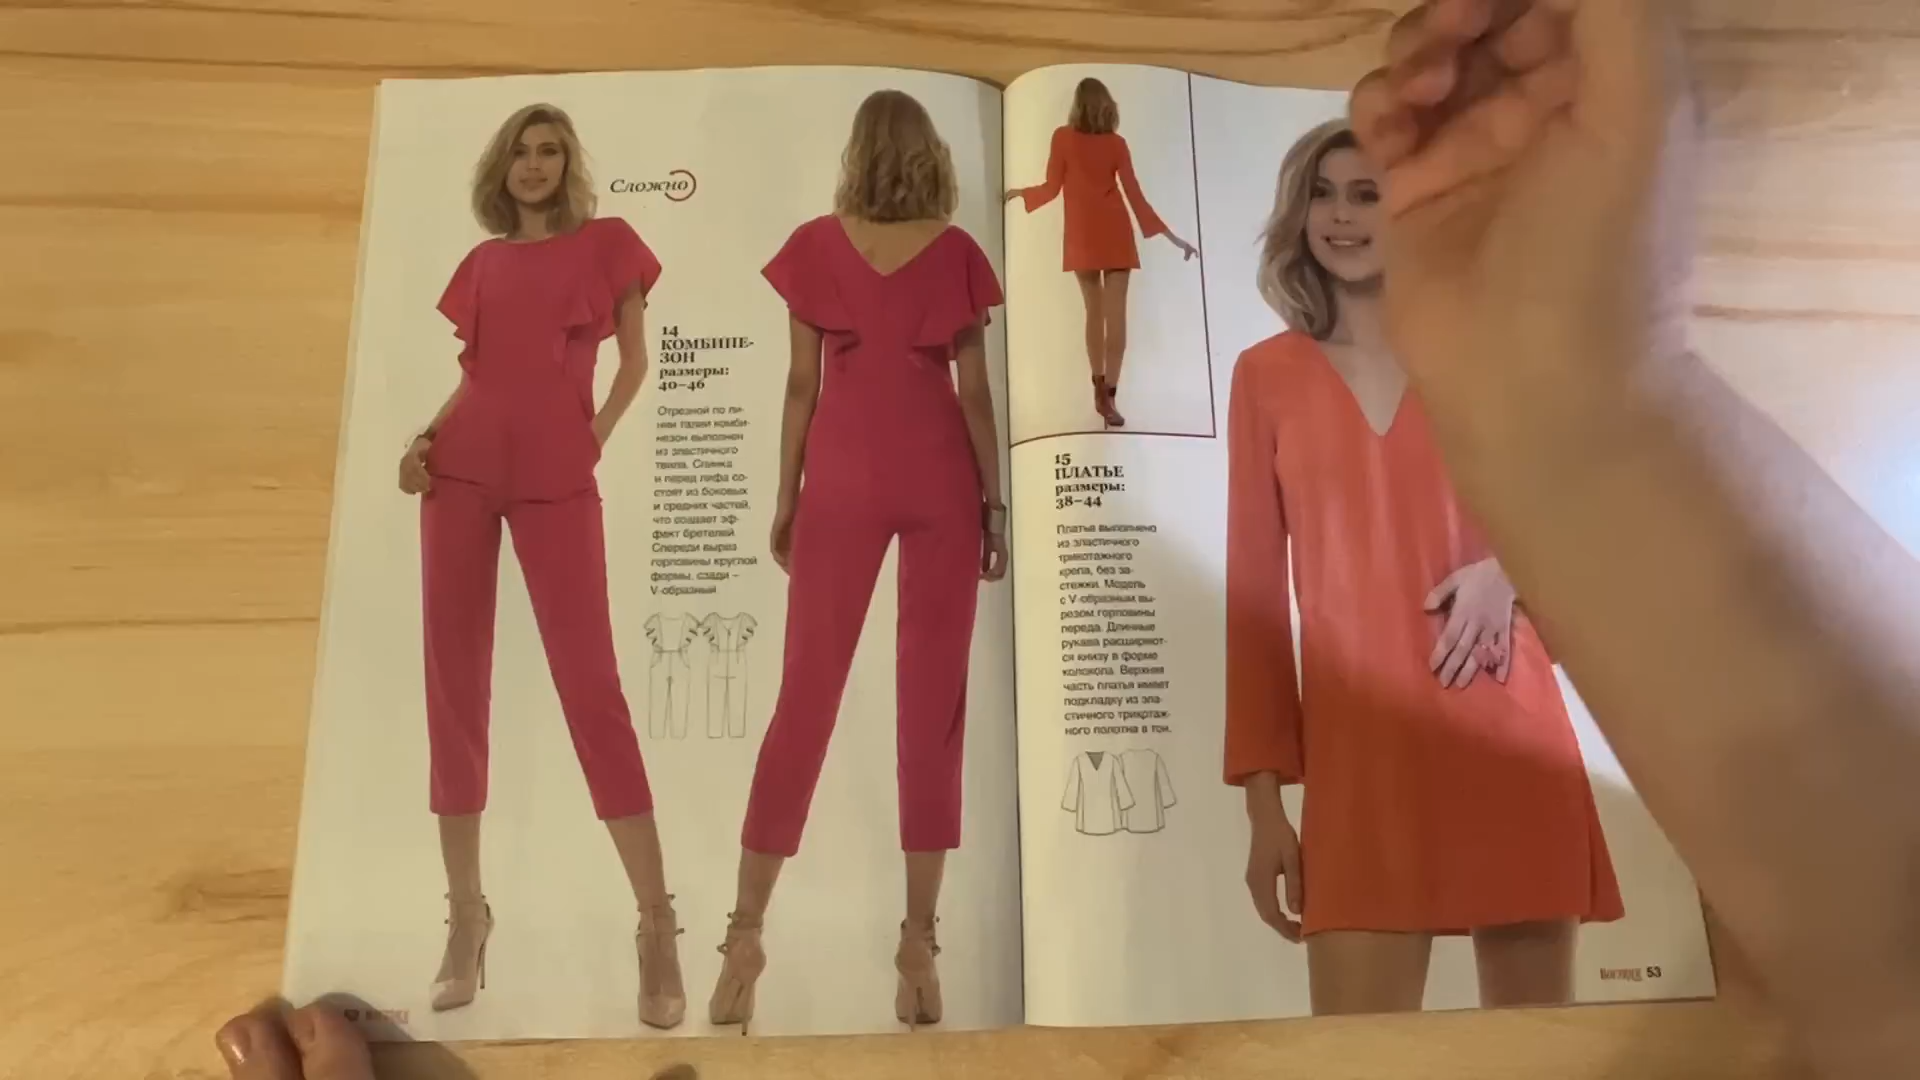 Сложно
14
КОМБИНЕ-
ЗОН
размеры:
40–46
Отрезной по ли-
нии талии комби-
незон выполнен
из эластичного
твила. Спинка
и перед лифа со-
стоят из боковых
и средних частей,
что создает эф-
фект бретелей.
Спереди вырез
горловины круглой
формы, сзади –
V-образный.
15
ПЛАТЬЕ
размеры:
38–44
Платье выполнено
из эластичного
трикотажного
крепа, без за-
стежки. Модель
с V-образным вы-
резом горловины
переда. Длинные
рукава расширяют-
ся книзу в форме
колокола. Верхняя
часть платья имеет
подкладку из эла-
стичного трикотаж-
ного полотна в тон.
53